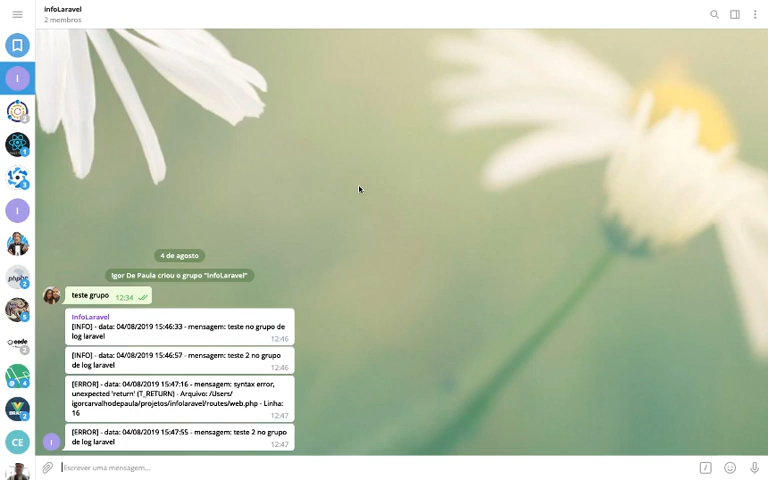 infoLaravel
2 membros
4 de agosto
Igor De Paula criou o grupo "InfoLaravel"
teste grupo 12:34
InfoLaravel
[INFO] - data: 04/08/2019 15:46:33 - mensagem: teste no grupo de
log laravel
12:46
[INFO] - data: 04/08/2019 15:46:57 - mensagem: teste 2 no grupo
de log laravel
12:46
[ERROR] - data: 04/08/2019 15:47:16 - mensagem: syntax error,
unexpected 'return' (T_RETURN) - Arquivo: /Users/
igorcarvalhodepaula/projetos/infolaravel/routes/web.php - Linha:
16
12:47
[ERROR] - data: 04/08/2019 15:47:55 - mensagem: teste 2 no grupo
de log laravel
12:47
I
I
I
CE
Escrever uma mensagem...